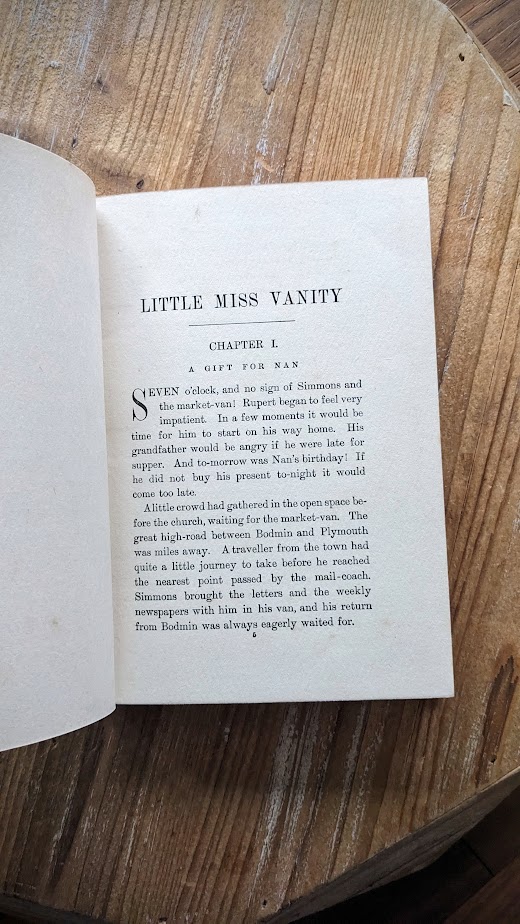 LITTLE MISS VANITY
CHAPTER I.
A GIFT FOR NAN
SEVEN o'clock, and no sign of Simmons and
the market-van! Rupert began to feel very
impatient. In a few moments it would be
time for him to start on his way home. His
grandfather would be angry if he were late for
supper. And to-morrow was Nan's birthday! If
he did not buy his present to-night it would
come too late.
A little crowd had gathered in the open space be-
fore the church, waiting for the market-van. The
great high-road between Bodmin and Plymouth
was miles away. A traveller from the town had
quite a little journey to take before he reached
the nearest point passed by the mail-coach.
Simmons brought the letters and the weekly
newspapers with him in his van, and his return
from Bodmin was always eagerly waited for.
5